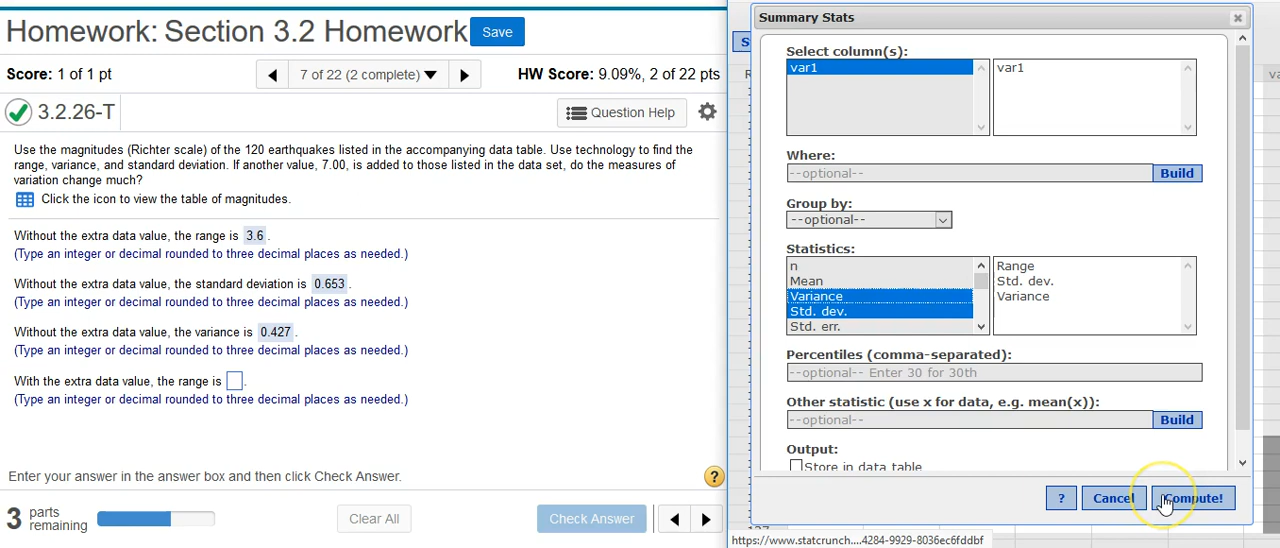 Homework: Section 3.2 Homework Save
Score: 1 of 1 pt
7 of 22 (2 complete)
HW Score: 9.09%, 2 of 22 pts
3.2.26-T
Question Help
Use the magnitudes (Richter scale) of the 120 earthquakes listed in the accompanying data table. Use technology to find the
range, variance, and standard deviation. If another value, 7.00, is added to those listed in the data set, do the measures of
variation change much?
Click the icon to view the table of magnitudes.
Without the extra data value, the range is 3.6.
(Type an integer or decimal rounded to three decimal places as needed.)
Without the extra data value, the standard deviation is 0.653.
(Type an integer or decimal rounded to three decimal places as needed.)
Without the extra data value, the variance is 0.427.
(Type an integer or decimal rounded to three decimal places as needed.)
With the extra data value, the range is .
(Type an integer or decimal rounded to three decimal places as needed.)
Enter your answer in the answer box and then click Check Answer.
?
3 parts
remaining
Clear All
Check Answer
Summary Stats
Select column(s):
var1
var1
Where:
--optional--
Build
Group by:
--optional--
Statistics:
n
Mean
Variance
Std. dev.
Std. err.
Range
Std. dev.
Variance
Percentiles (comma-separated):
--optional-- Enter 30 for 30th
Other statistic (use x for data, e.g. mean(x)):
--optional--
Build
Output:
Store in data table
?
Cancel
Compute!
https://www.statcrunch....4284-9929-8036ec6fddbf